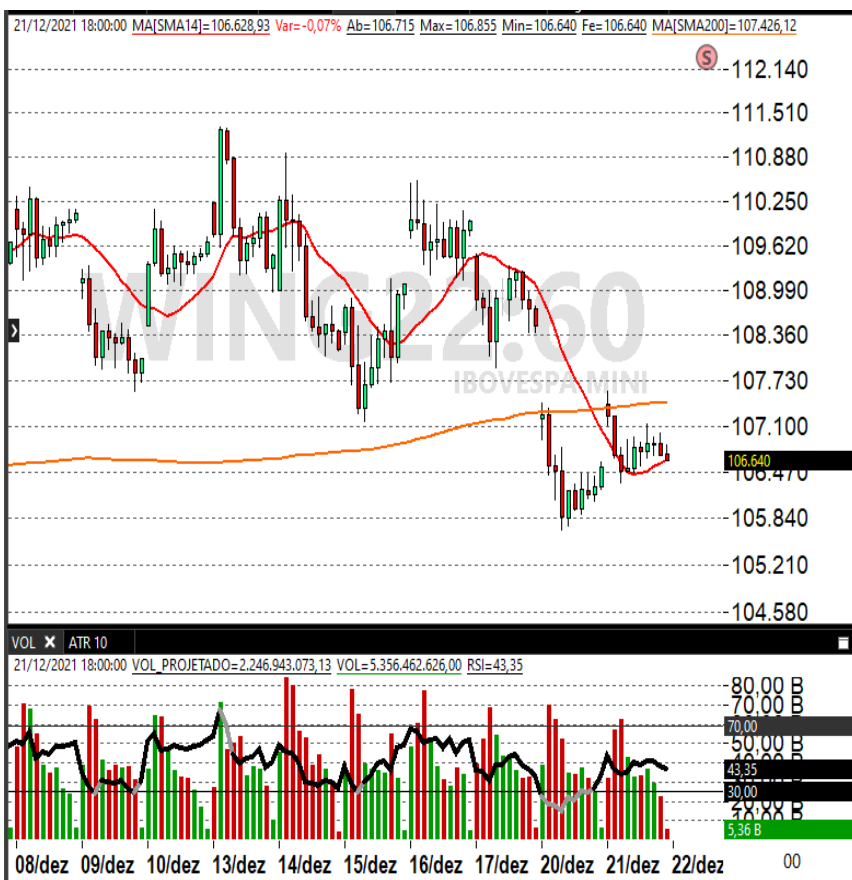 21/12/2021 18:00:00 MA[SMA14]=106.628,93 Var=-0,07% Ab=106.715 Max=106.855 Min=106.640 Fe=106.640 MA[SMA200]=107.426,12
S
112.140
111.510
110.880
110.250
109.620
108.990
108.360
107.730
107.100
106.640
106.470
105.840
105.210
104.580
WING22:60
IBOVESPA MINI
VOL ATR 10
21/12/2021 18:00:00 VOL_PROJETADO=2.246.943.073,13 VOL=5.356.462.626,00 RSI=43,35
80,00 B
70,00 B
70,00
50,00 B
43,35
30,00
5,36 B
08/dez 09/dez 10/dez 13/dez 14/dez 15/dez 16/dez 17/dez 20/dez 21/dez 22/dez 00